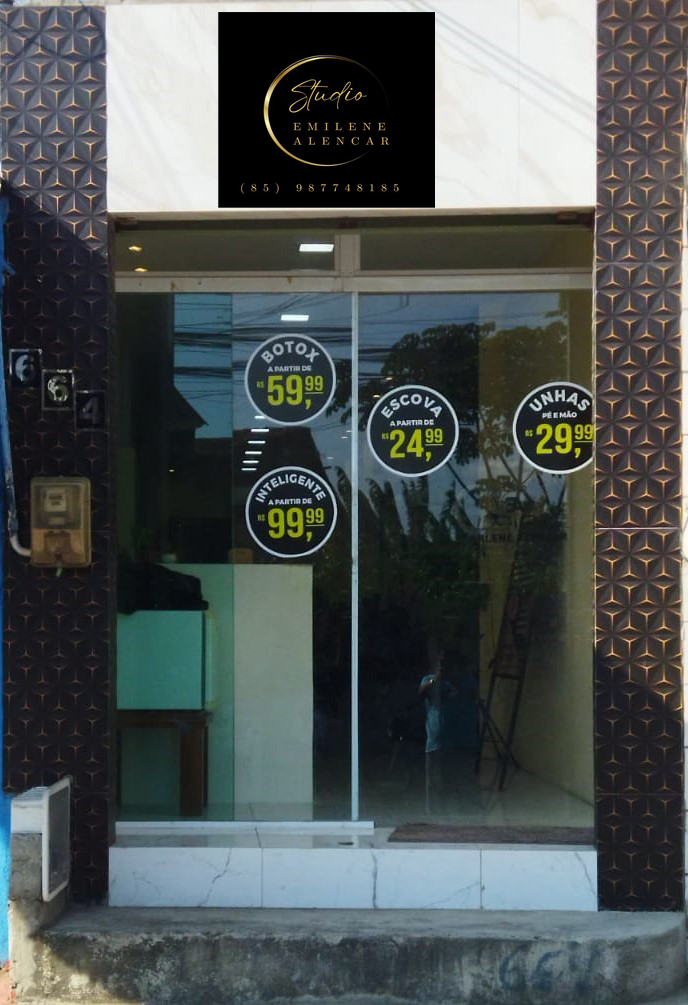 Studio
EMILENE
ALENCAR
(85) 987748185
6
6
4
BOTOX
A PARTIR DE
R$ 59,99
ESCOVA
A PARTIR DE
R$ 24,99
UNHAS
PÉ E MÃO
R$ 29,99
INTELIGENTE
A PARTIR DE
R$ 99,99